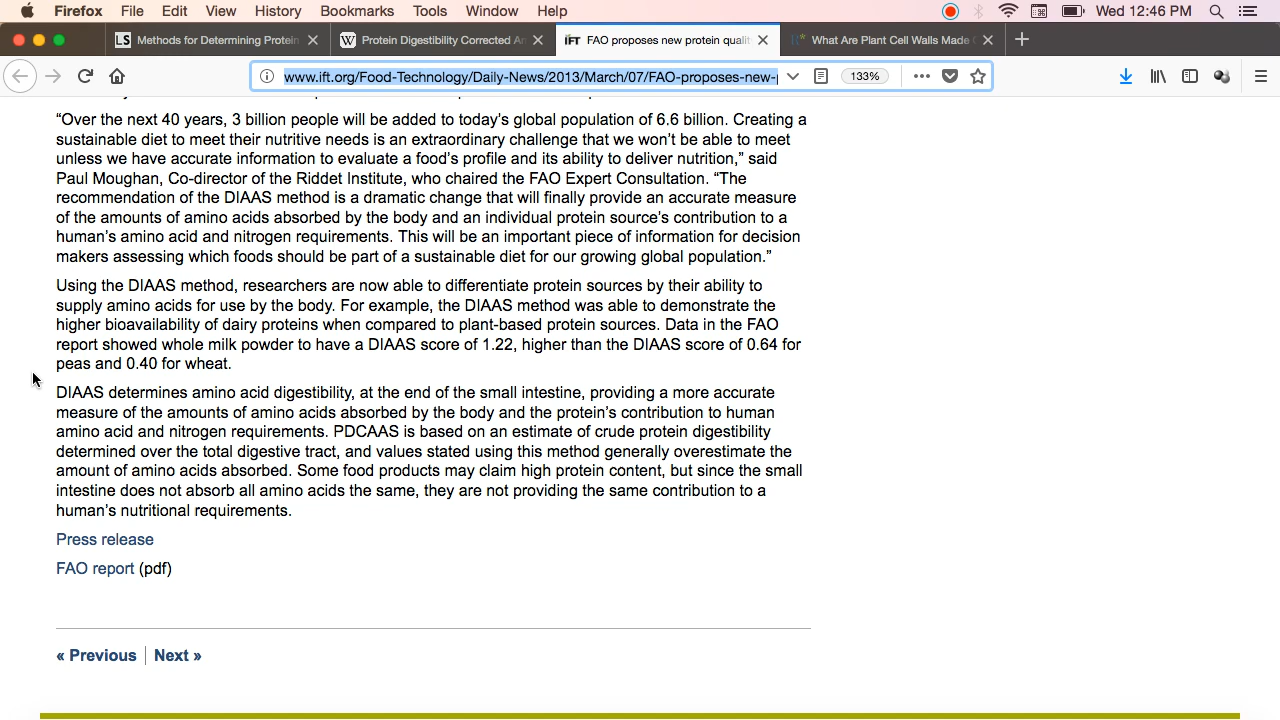 Firefox File Edit View History Bookmarks Tools Window Help Wed 12:46 PM
LS Methods for Determining Protein W Protein Digestibility Corrected Am iFT FAO proposes new protein qualit R* What Are Plant Cell Walls Made
www.ift.org/Food-Technology/Daily-News/2013/March/07/FAO-proposes-new- 133%
“Over the next 40 years, 3 billion people will be added to today's global population of 6.6 billion. Creating a
sustainable diet to meet their nutritive needs is an extraordinary challenge that we won’t be able to meet
unless we have accurate information to evaluate a food’s profile and its ability to deliver nutrition,” said
Paul Moughan, Co-director of the Riddet Institute, who chaired the FAO Expert Consultation. “The
recommendation of the DIAAS method is a dramatic change that will finally provide an accurate measure
of the amounts of amino acids absorbed by the body and an individual protein source’s contribution to a
human’s amino acid and nitrogen requirements. This will be an important piece of information for decision
makers assessing which foods should be part of a sustainable diet for our growing global population.”
Using the DIAAS method, researchers are now able to differentiate protein sources by their ability to
supply amino acids for use by the body. For example, the DIAAS method was able to demonstrate the
higher bioavailability of dairy proteins when compared to plant-based protein sources. Data in the FAO
report showed whole milk powder to have a DIAAS score of 1.22, higher than the DIAAS score of 0.64 for
peas and 0.40 for wheat.
DIAAS determines amino acid digestibility, at the end of the small intestine, providing a more accurate
measure of the amounts of amino acids absorbed by the body and the protein’s contribution to human
amino acid and nitrogen requirements. PDCAAS is based on an estimate of crude protein digestibility
determined over the total digestive tract, and values stated using this method generally overestimate the
amount of amino acids absorbed. Some food products may claim high protein content, but since the small
intestine does not absorb all amino acids the same, they are not providing the same contribution to a
human’s nutritional requirements.
Press release
FAO report (pdf)
« Previous Next »